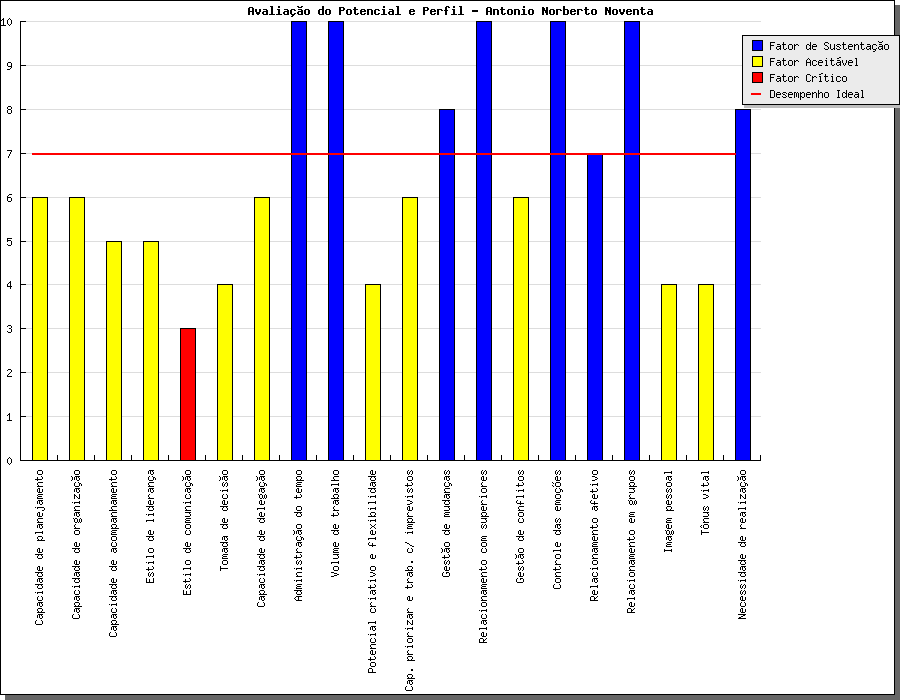 Avaliação do Potencial e Perfil - Antonio Norberto Noventa
Fator de Sustentação
Fator Aceitável
Fator Crítico
Desempenho Ideal
10
9
8
7
6
5
4
3
2
1
0
Capacidade de planejamento
Capacidade de organização
Capacidade de acompanhamento
Estilo de liderança
Estilo de comunicação
Tomada de decisão
Capacidade de delegação
Administração do tempo
Volume de trabalho
Potencial criativo e flexibilidade
Cap. priorizar e trab. c/ imprevistos
Gestão de mudanças
Relacionamento com superiores
Gestão de conflitos
Controle das emoções
Relacionamento afetivo
Relacionamento em grupos
Imagem pessoal
Tônus vital
Necessidade de realização